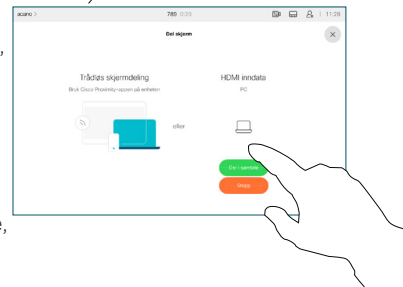 acano >
789 0:20
11:28
Del skjerm
Trådløs skjermdeling
Bruk Cisco Proximity-appen på enheten
eller
HDMI inndata
PC
Del i samtale
Stopp